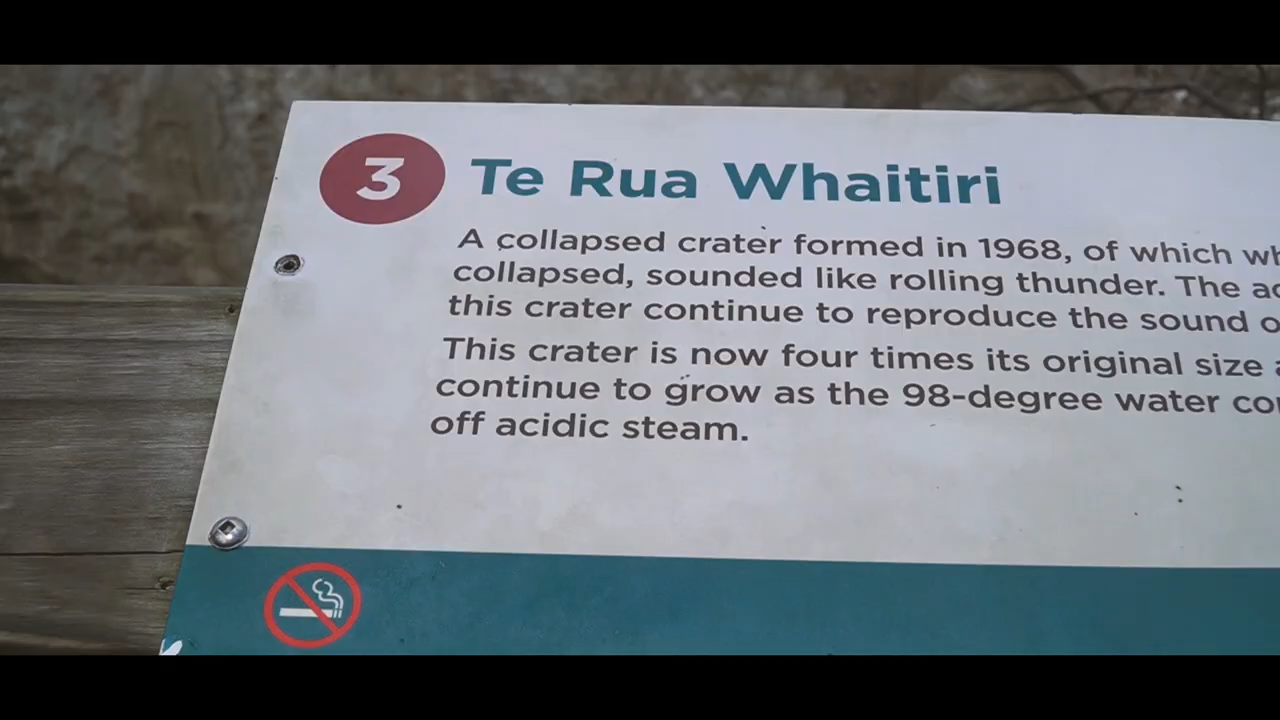 3 Te Rua Whaitiri
A collapsed crater formed in 1968, of which
collapsed, sounded like rolling thunder. The
this crater continue to reproduce the sound
This crater is now four times its original size
continue to grow as the 98-degree water
off acidic steam.